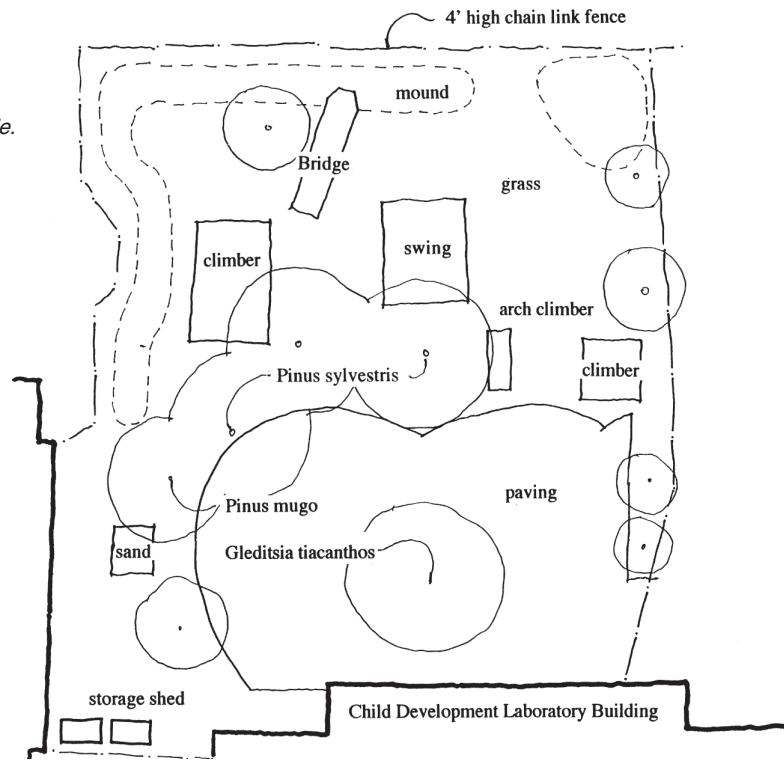 4' high chain link fence
mound
e.
Bridge
grass
climber
swing
arch climber
climber
Pinus sylvestris
paving
Pinus mugo
sand
Gleditsia tiacanthos
storage shed
Child Development Laboratory Building